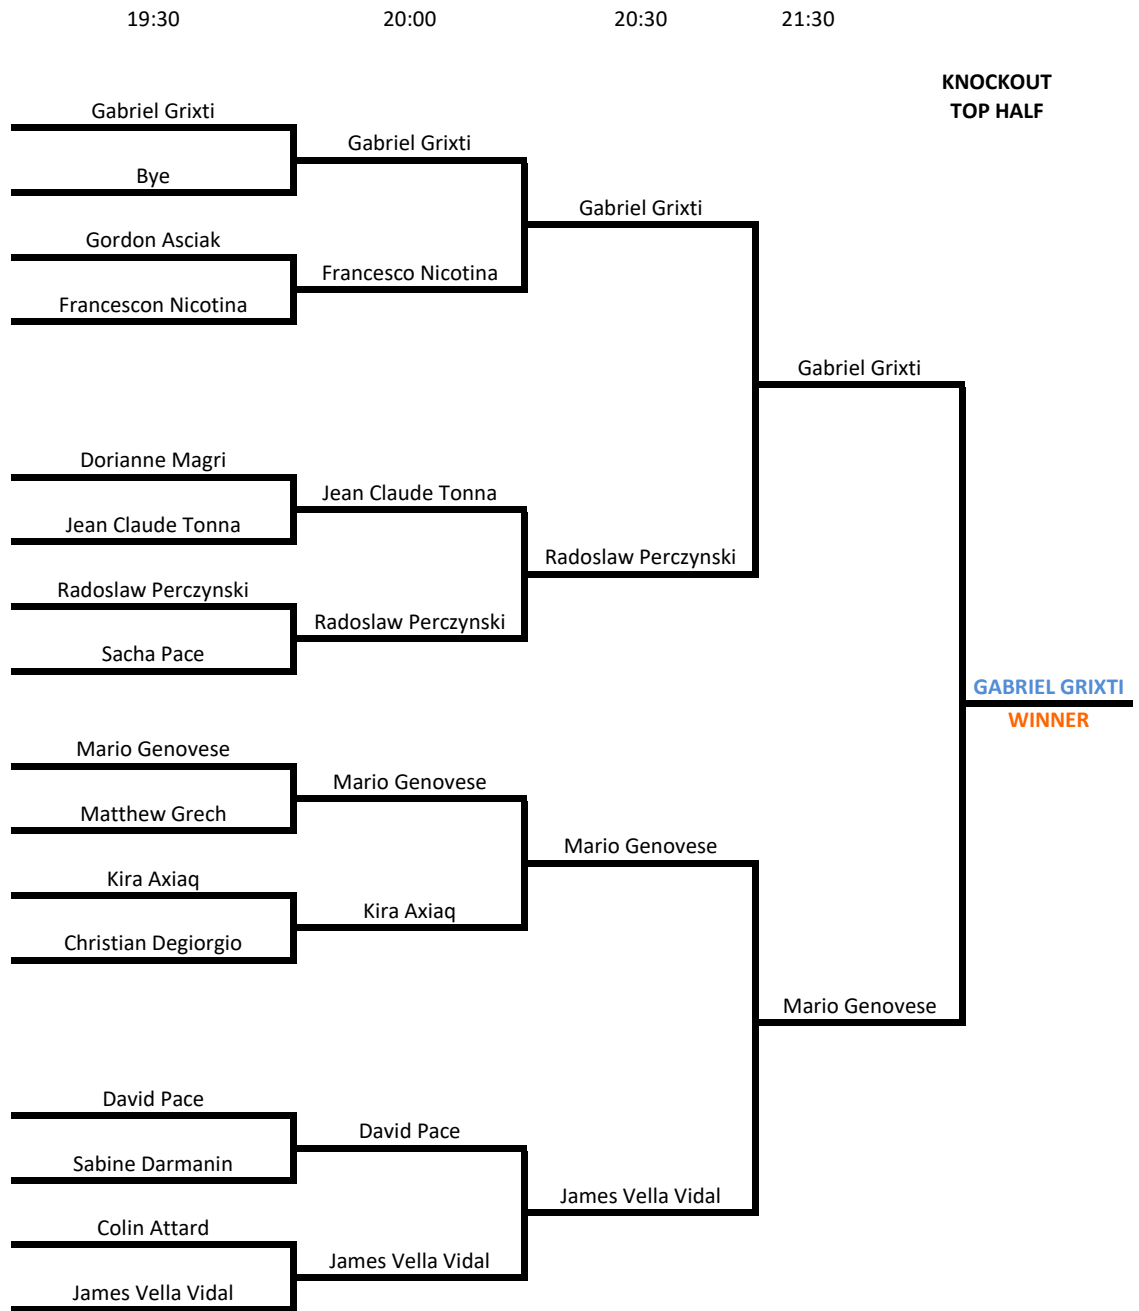 19:30 20:00 20:30 21:30
KNOCKOUT
TOP HALF
Gabriel Grixti
Gabriel Grixti
Bye
Gabriel Grixti
Gordon Asciak
Francesco Nicotina
Francescon Nicotina
Gabriel Grixti
Dorianne Magri
Jean Claude Tonna
Jean Claude Tonna
Radoslaw Perczynski
Radoslaw Perczynski
Radoslaw Perczynski
Sacha Pace
GABRIEL GRIXTI
WINNER
Mario Genovese
Mario Genovese
Matthew Grech
Mario Genovese
Kira Axiaq
Kira Axiaq
Christian Degiorgio
Mario Genovese
David Pace
David Pace
Sabine Darmanin
James Vella Vidal
Colin Attard
James Vella Vidal
James Vella Vidal